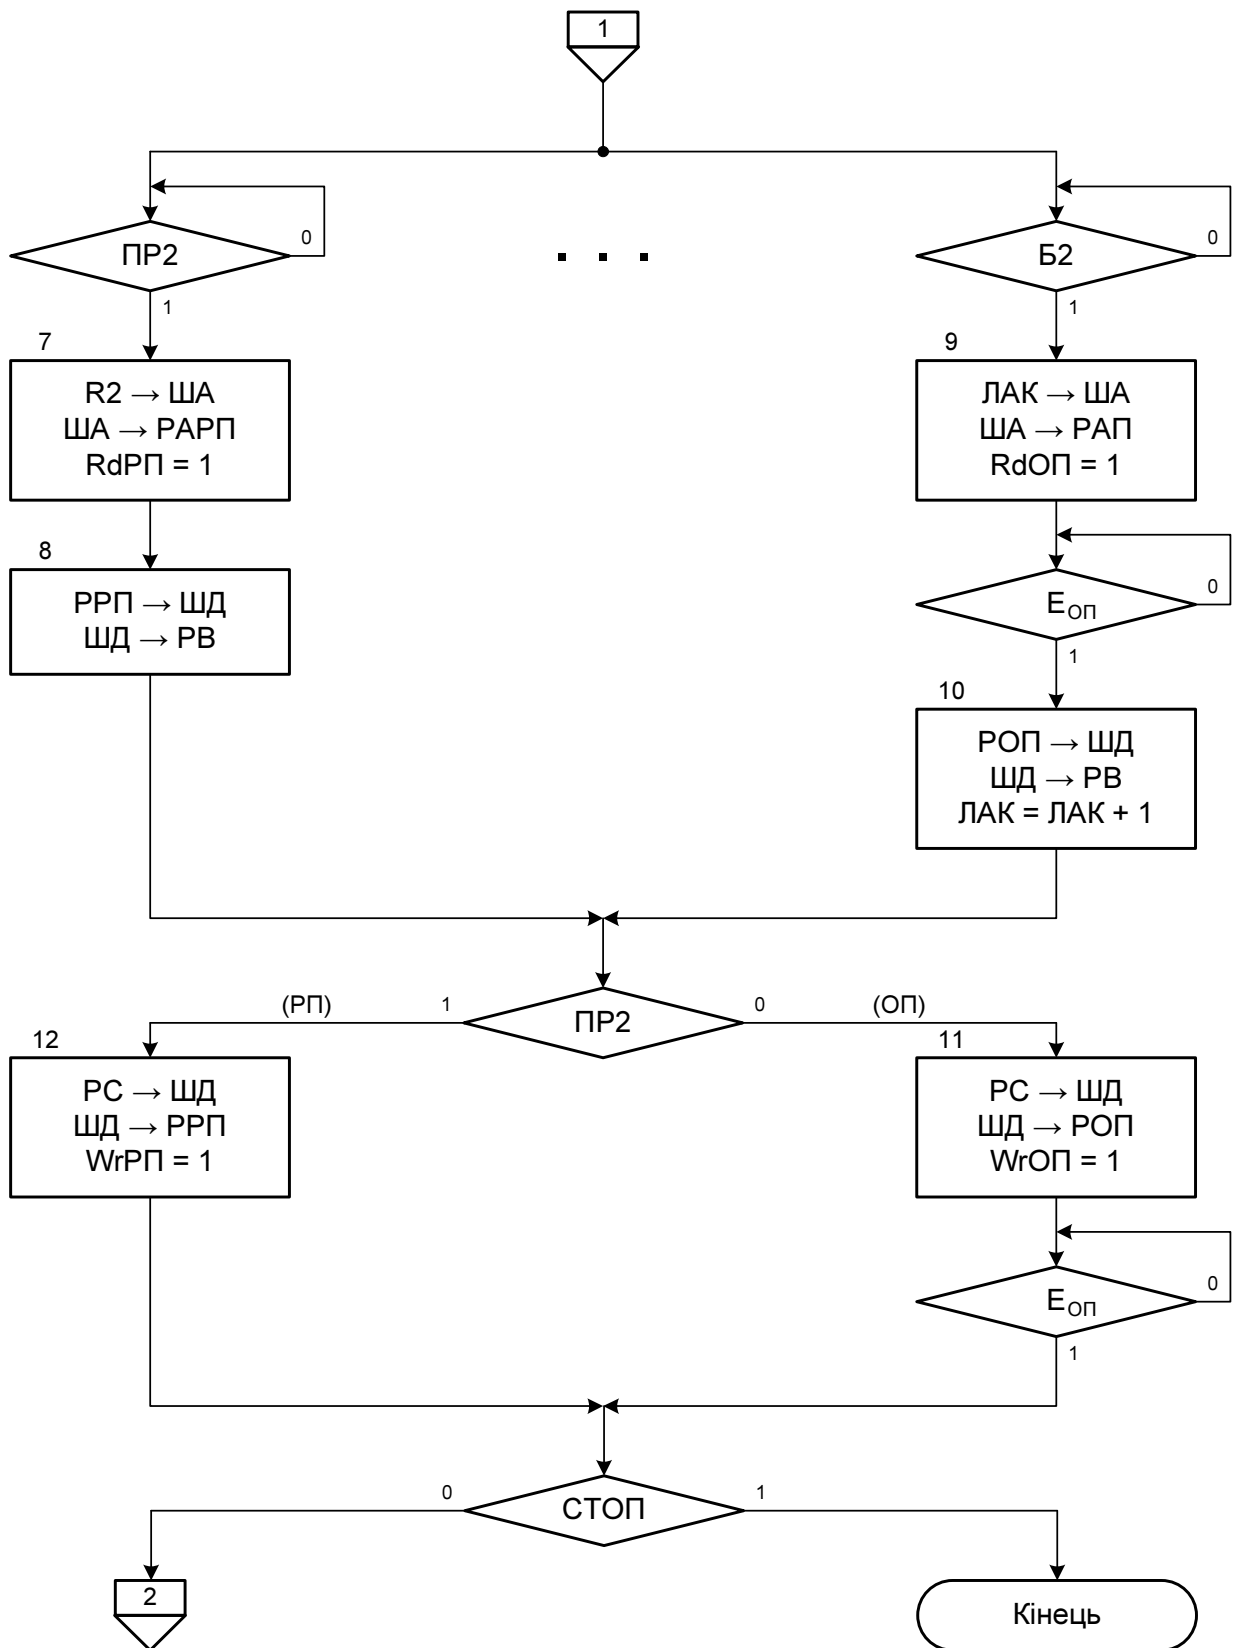 1
ПР2
0
1
. . .
Б2
0
1
7
R2 → ША
ША → РАРП
RdРП = 1
9
ЛАК → ША
ША → РАП
RdОП = 1
8
РРП → ШД
ШД → РВ
EОП
0
1
10
РОП → ШД
ШД → РВ
ЛАК = ЛАК + 1
(РП)
1
ПР2
0
(ОП)
12
РС → ШД
ШД → РРП
WrРП = 1
11
РС → ШД
ШД → РОП
WrОП = 1
EОП
0
1
0
СТОП
1
2
Кінець